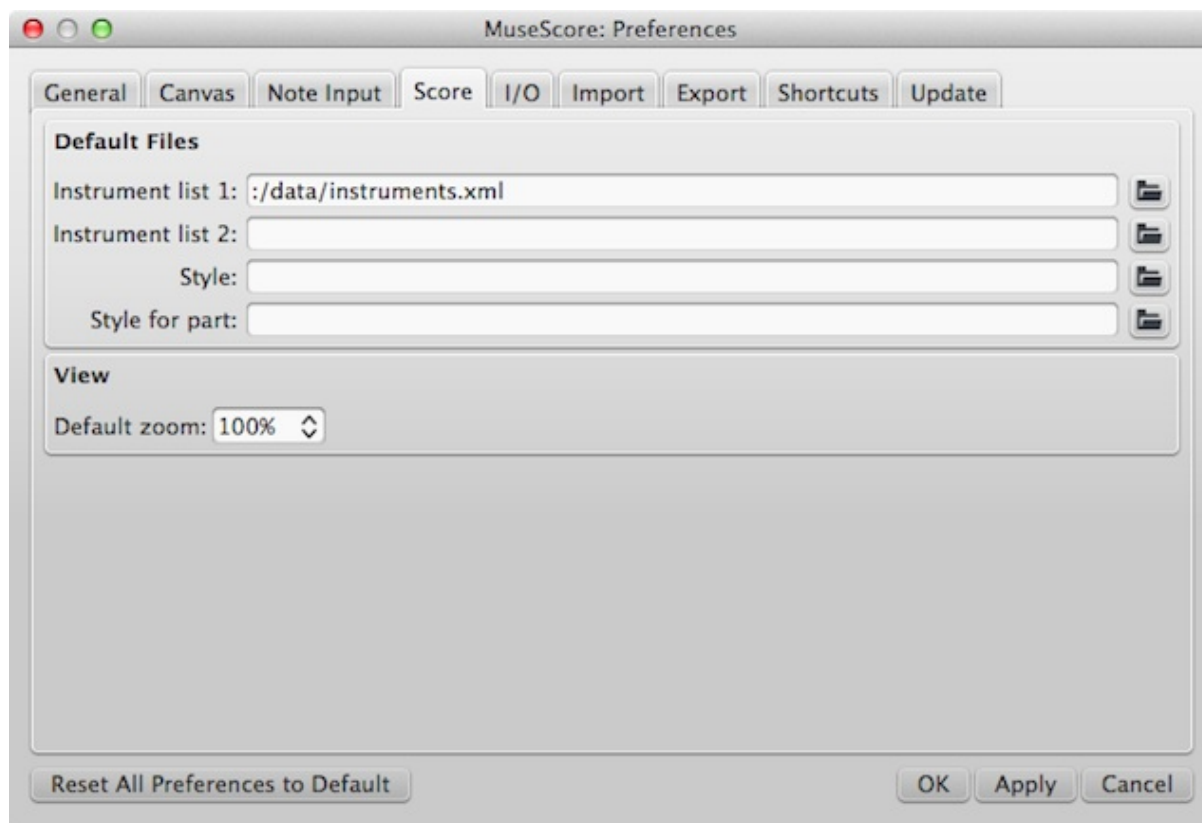 MuseScore: Preferences
General Canvas Note Input Score I/O Import Export Shortcuts Update
Default Files
Instrument list 1: :/data/instruments.xml
Instrument list 2:
Style:
Style for part:
View
Default zoom: 100%
Reset All Preferences to Default OK Apply Cancel